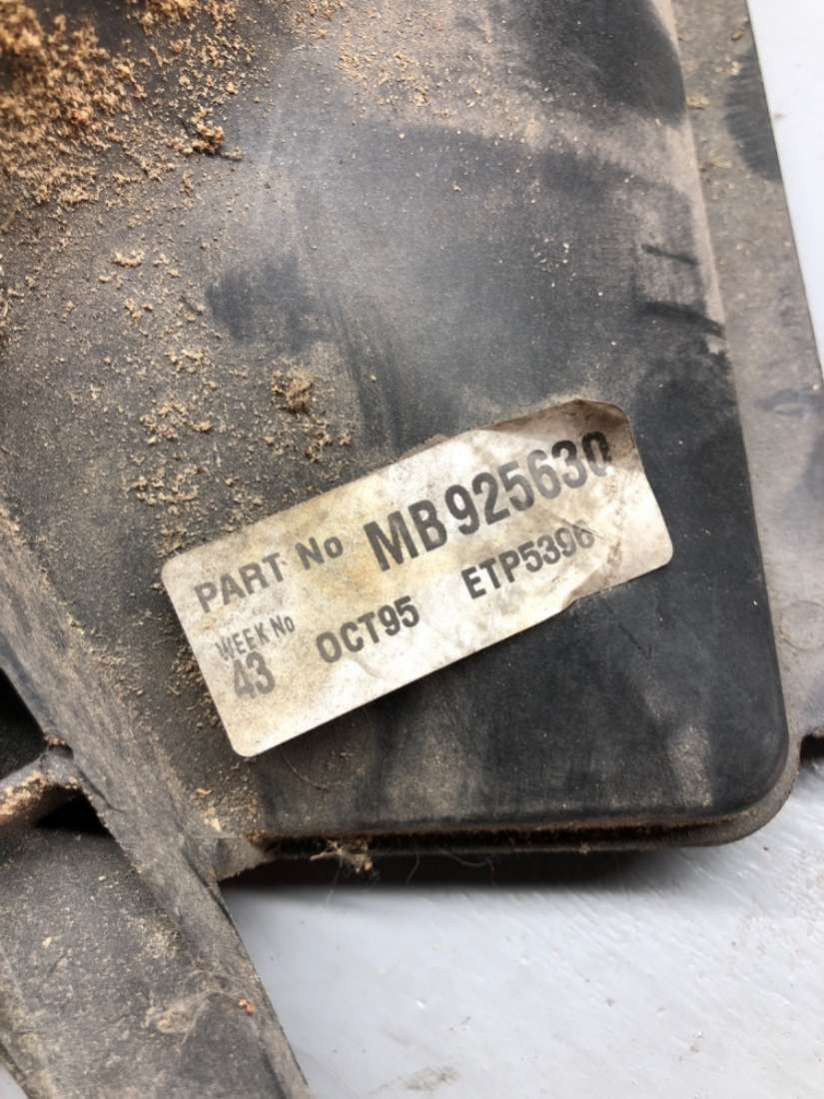 PART No MB925630
WEEK No
43 OCT95 ETP5396